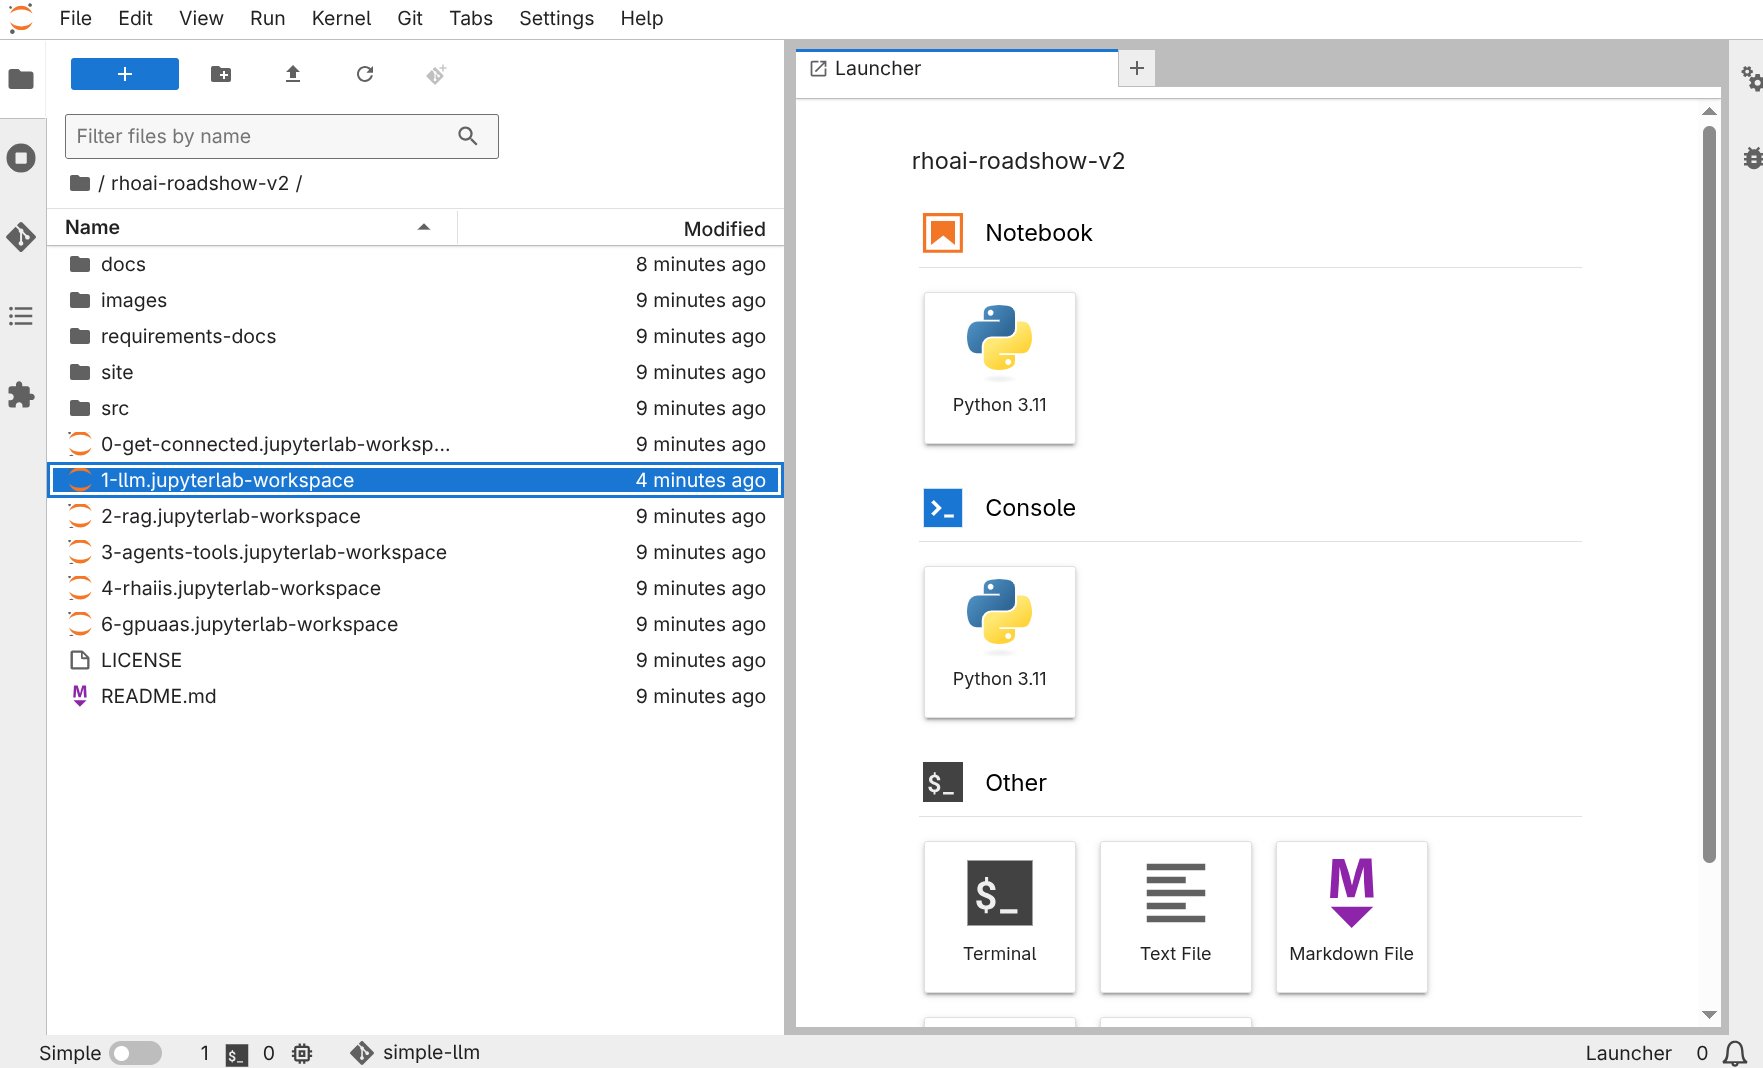 File Edit View Run Kernel Git Tabs Settings Help
Launcher
Filter files by name
/ rhoai-roadshow-v2 /
Name Modified
docs 8 minutes ago
images 9 minutes ago
requirements-docs 9 minutes ago
site 9 minutes ago
src 9 minutes ago
0-get-connected.jupyterlab-worksp... 9 minutes ago
1-llm.jupyterlab-workspace 4 minutes ago
2-rag.jupyterlab-workspace 9 minutes ago
3-agents-tools.jupyterlab-workspace 9 minutes ago
4-rhaiis.jupyterlab-workspace 9 minutes ago
6-gpuaas.jupyterlab-workspace 9 minutes ago
LICENSE 9 minutes ago
README.md 9 minutes ago
rhoai-roadshow-v2
Notebook
Python 3.11
Console
Python 3.11
$_ Other
$_
Terminal
Text File
M
Markdown File
Simple 1 $_ 0 simple-llm Launcher 0